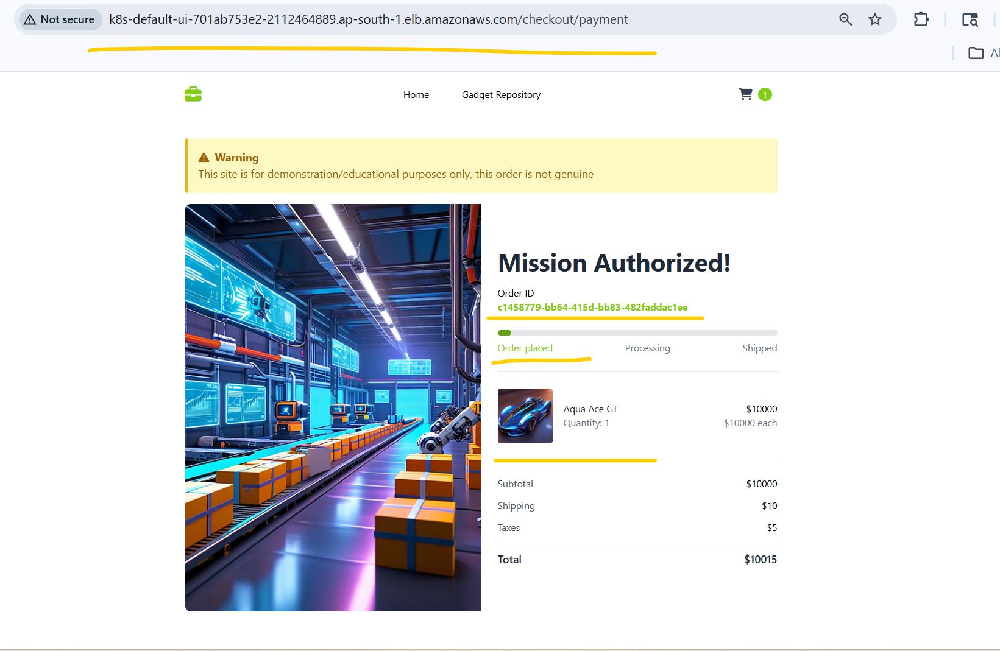 Not secure k8s-default-ui-701ab753e2-2112464889.ap-south-1.elb.amazonaws.com/checkout/payment
Home Gadget Repository 1
Warning
This site is for demonstration/educational purposes only, this order is not genuine
Mission Authorized!
Order ID
c1458779-bb64-415d-bb83-482faddac1ee
Order placed Processing Shipped
Aqua Ace GT $10000
Quantity: 1 $10000 each
Subtotal $10000
Shipping $10
Taxes $5
Total $10015